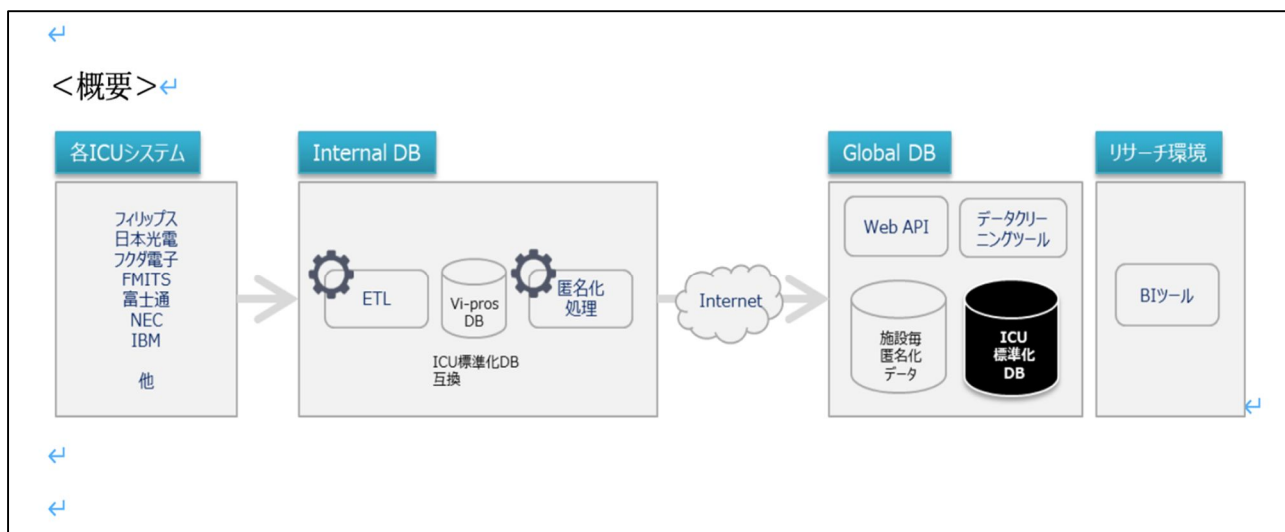 <概要>
各ICUシステム
フィリップス
日本光電
フクダ電子
FMITS
富士通
NEC
IBM
他
Internal DB
ETL
Vi-pros
DB
ICU標準化DB
互換
匿名化
処理
Internet
Global DB
Web API
データクリー
ニングツール
施設毎
匿名化
データ
ICU
標準化
DB
リサーチ環境
BIツール